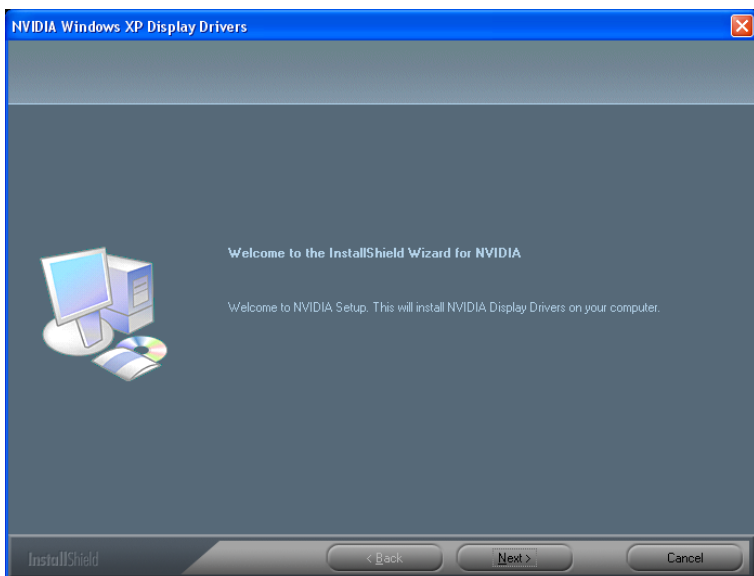 NVIDIA Windows XP Display Drivers
Welcome to the InstallShield Wizard for NVIDIA
Welcome to NVIDIA Setup. This will install NVIDIA Display Drivers on your computer.
InstallShield
< Back
Next >
Cancel